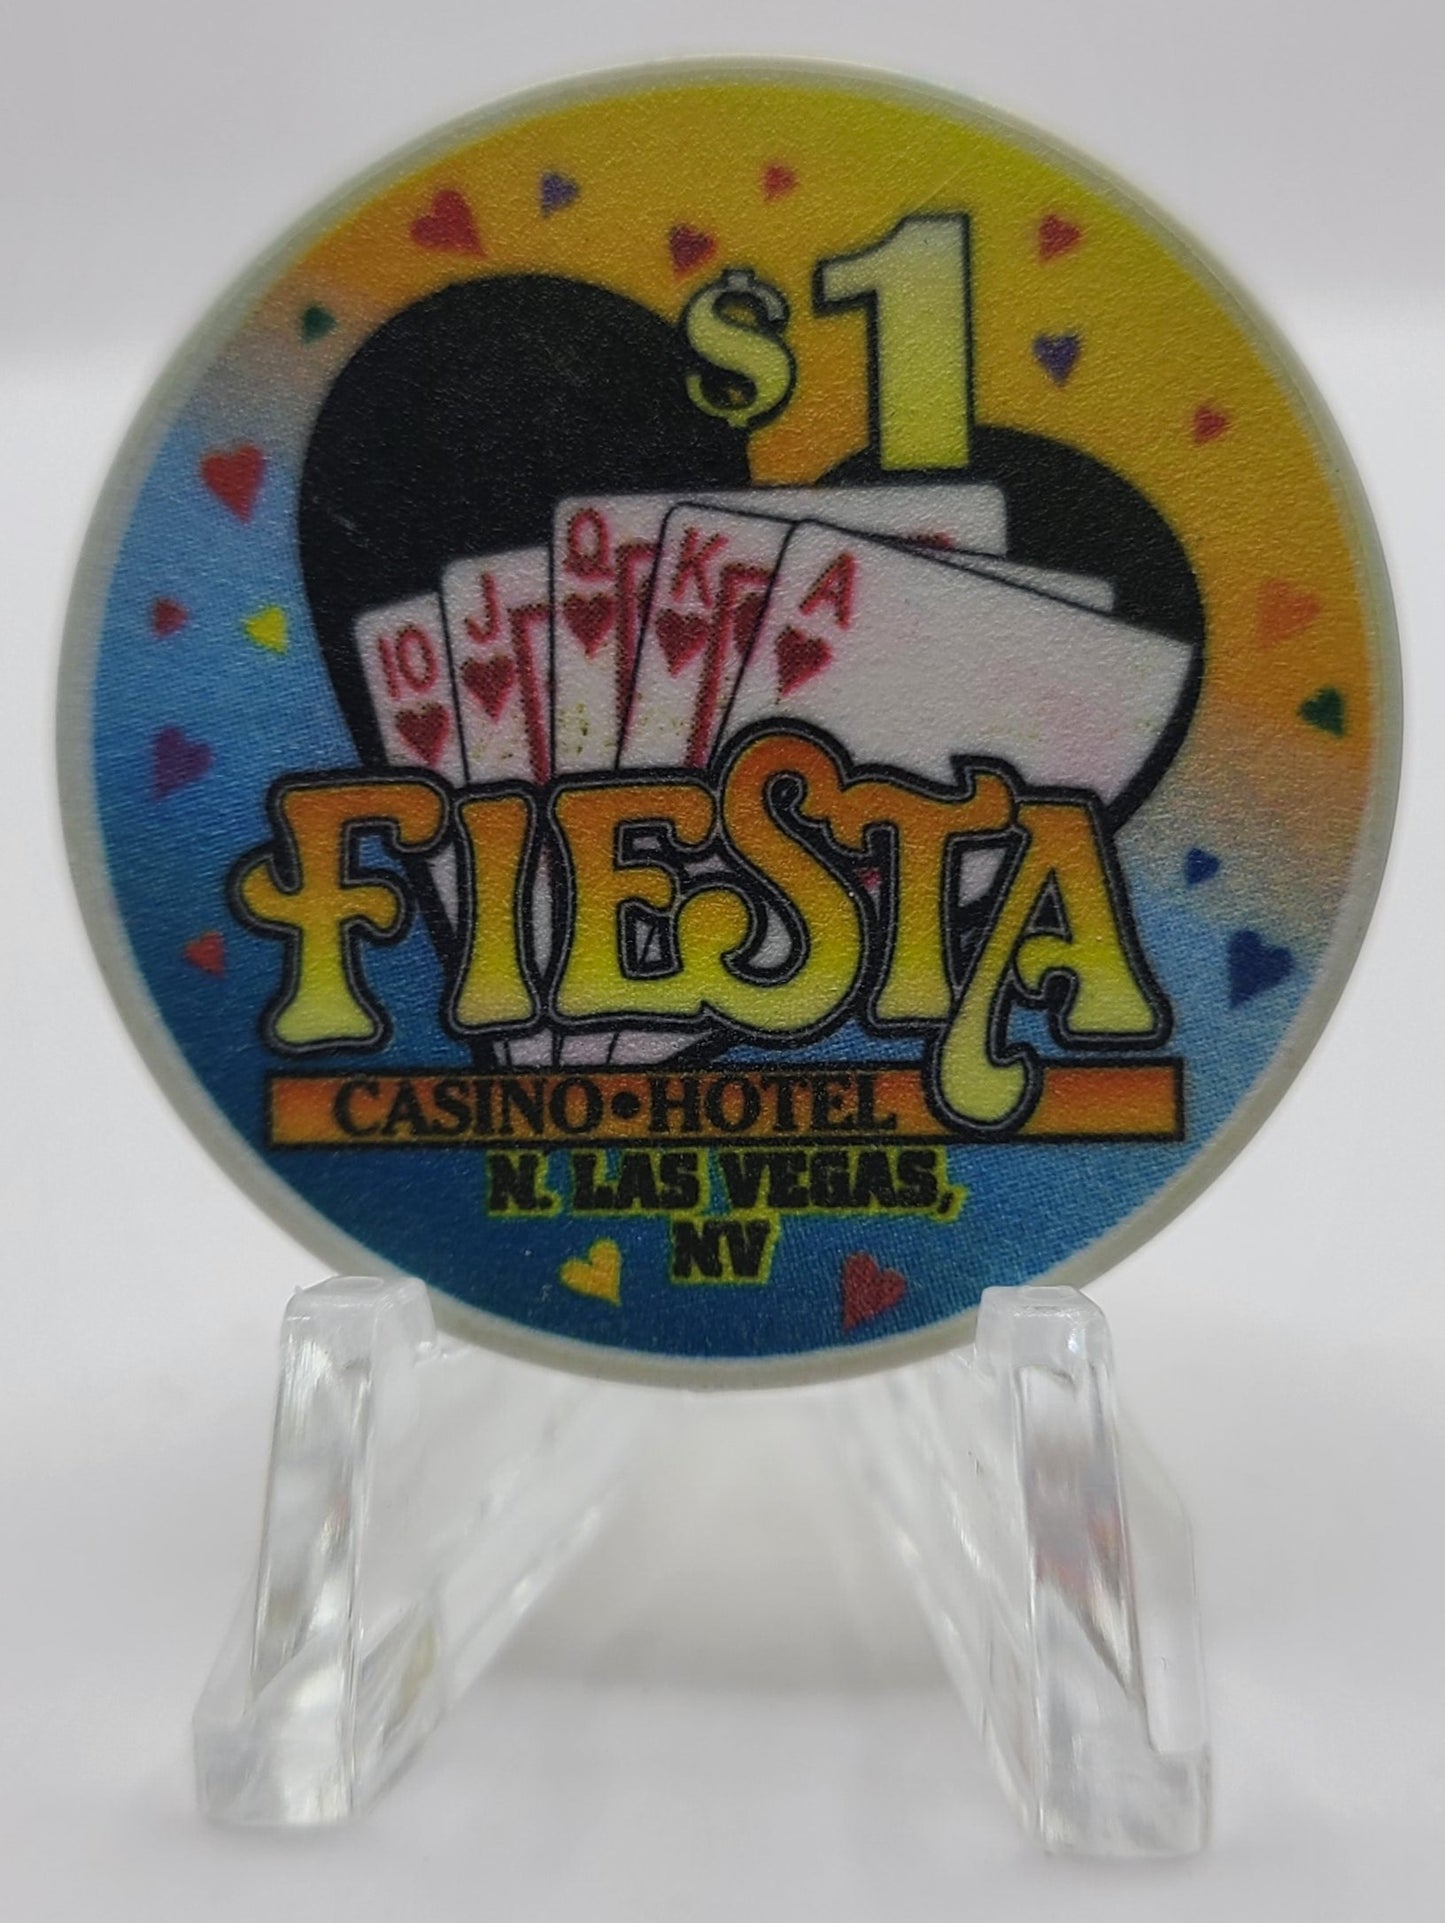 $1
10 J Q K A
FIESTA
CASINO•HOTEL
N. LAS VEGAS,
NV